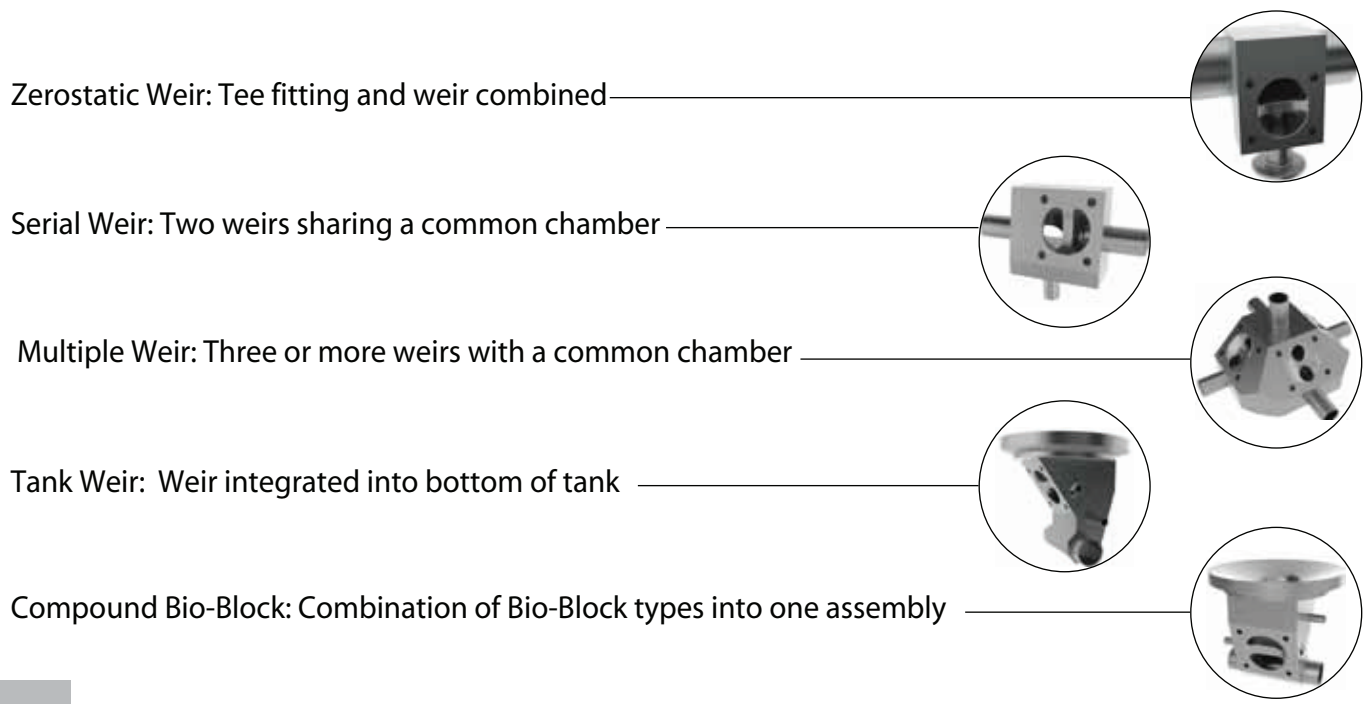 Zerostatic Weir: Tee fitting and weir combined
Serial Weir: Two weirs sharing a common chamber
Multiple Weir: Three or more weirs with a common chamber
Tank Weir: Weir integrated into bottom of tank
Compound Bio-Block: Combination of Bio-Block types into one assembly